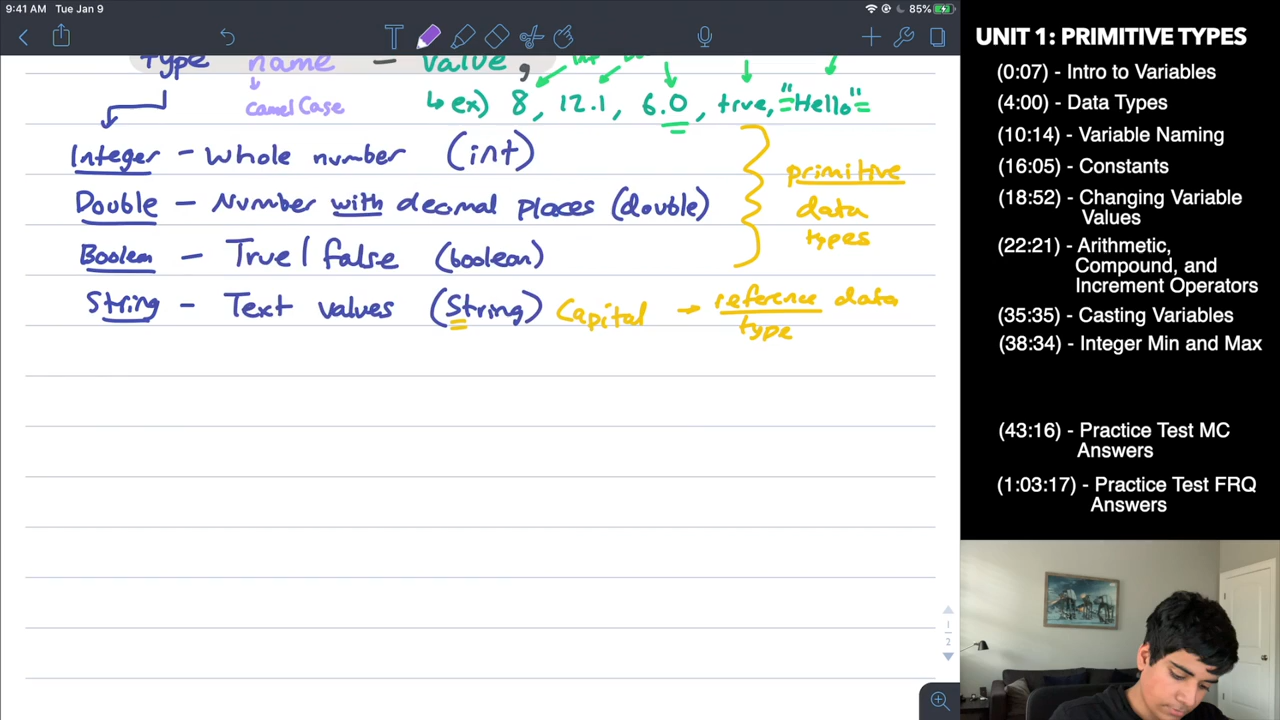 9:41 AM Tue Jan 9
85%
type name = value ;
camelCase
↳ ex) 8, 12.1, 6.0, true, "Hello"
Integer - Whole number (int)
Double - Number with decimal places (double)
Boolean - True/false (boolean)
primitive
data
types
String - Text values (String) Capital → reference data
type
1
2
UNIT 1: PRIMITIVE TYPES
(0:07) - Intro to Variables
(4:00) - Data Types
(10:14) - Variable Naming
(16:05) - Constants
(18:52) - Changing Variable
Values
(22:21) - Arithmetic,
Compound, and
Increment Operators
(35:35) - Casting Variables
(38:34) - Integer Min and Max
(43:16) - Practice Test MC
Answers
(1:03:17) - Practice Test FRQ
Answers